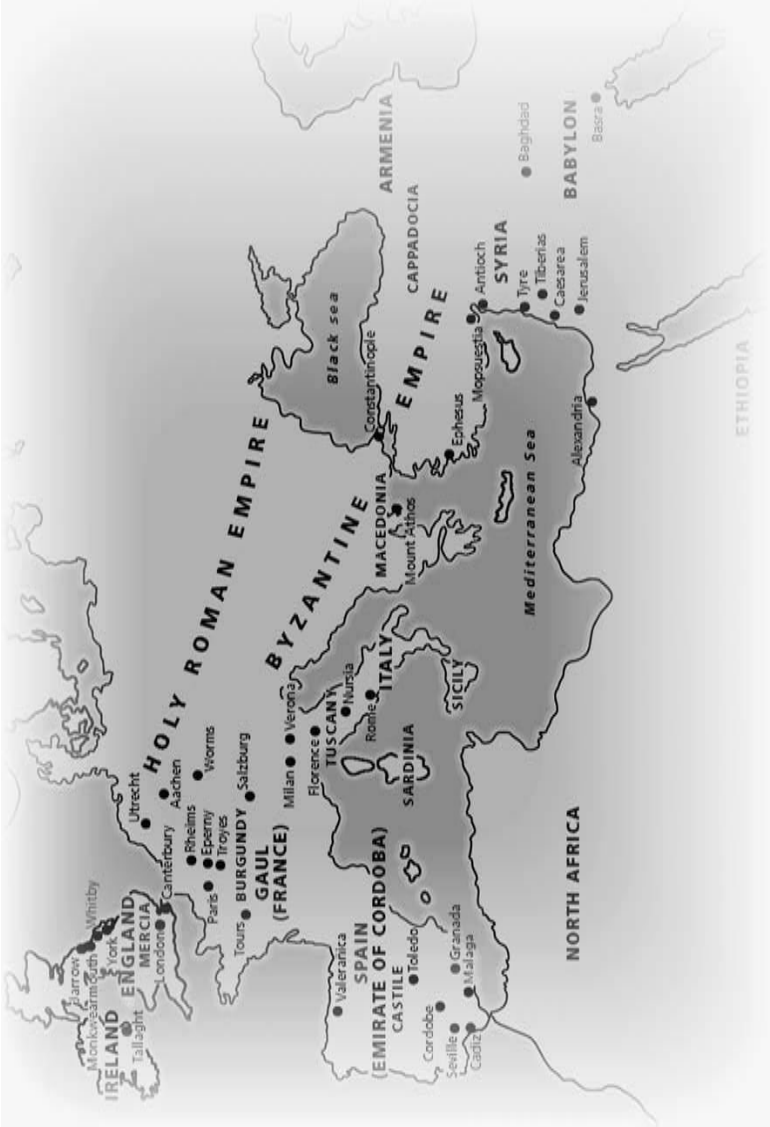 Jarrow
Whitby
Monkwearmouth
York
IRELAND
ENGLAND
MERCIA
Tallaght
London
Canterbury
Utrecht
HOLY ROMAN EMPIRE
Aachen
Worms
Rheims
Eperny
Paris
Troyes
Tours
BURGUNDY
Salzburg
GAUL
(FRANCE)
Milan
Verona
Florence
TUSCANY
Nursia
Rome
ITALY
SARDINIA
SICILY
Valeranica
SPAIN
(EMIRATE OF CORDOBA)
CASTILE
Toledo
Cordobe
Granada
Seville
Malaga
Cadiz
NORTH AFRICA
BYZANTINE
EMPIRE
MACEDONIA
Mount Athos
Constantinople
Black sea
Ephesus
Mopsuestia
Antioch
SYRIA
Tyre
Tiberias
Caesarea
Jerusalem
Alexandria
Mediterranean Sea
CAPPADOCIA
ARMENIA
Baghdad
BABYLON
Basra
ETHIOPIA